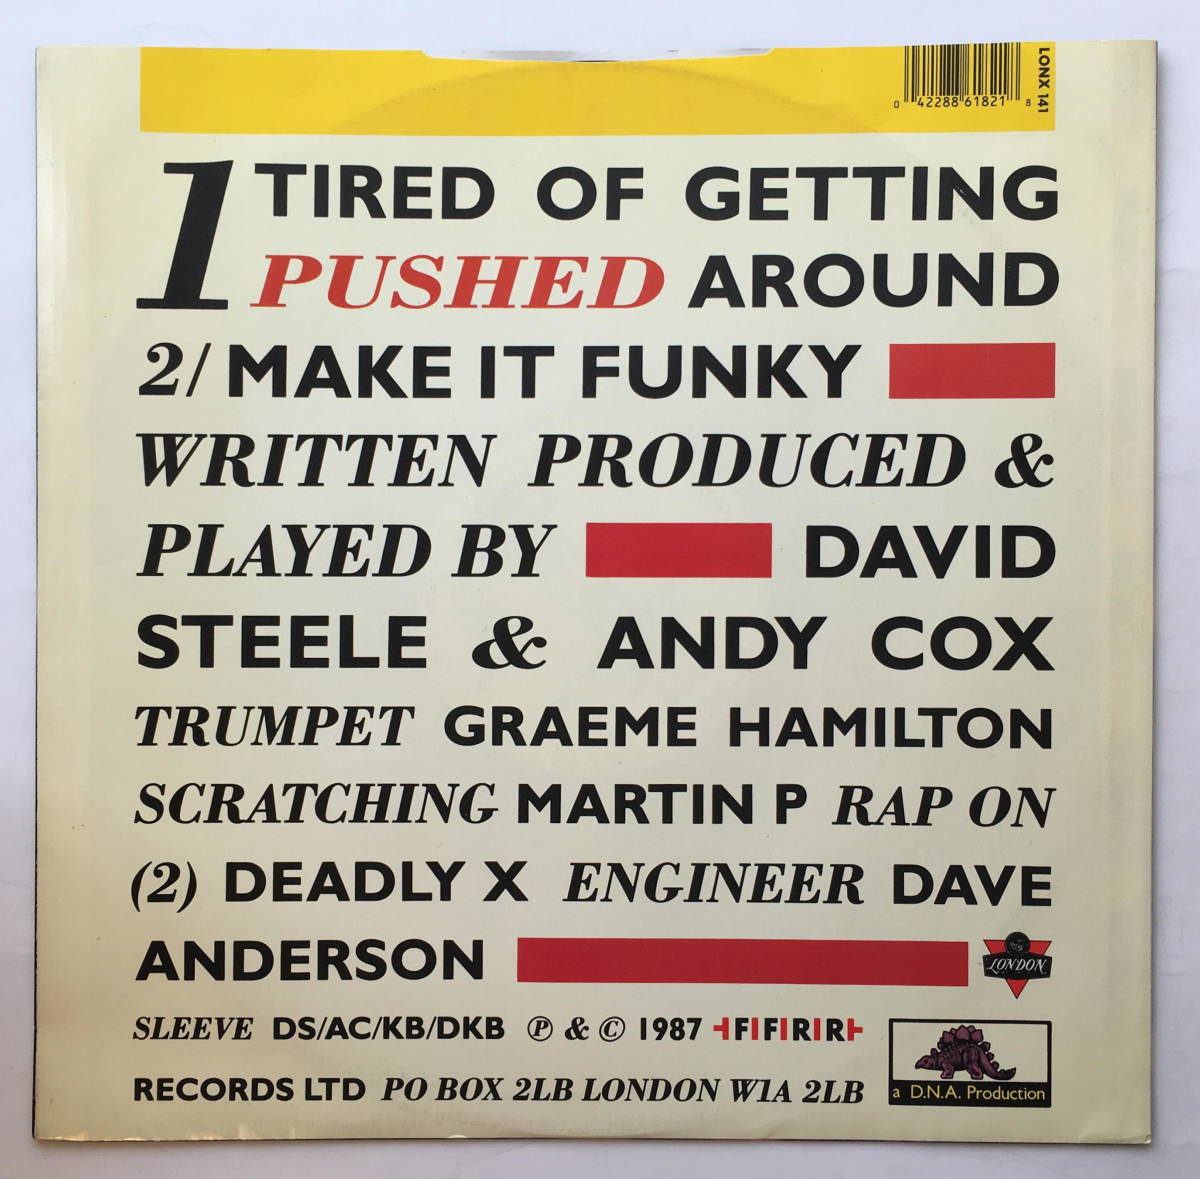 0 42288 61821 8
LONX 141
1 TIRED OF GETTING
PUSHED AROUND
2/ MAKE IT FUNKY
WRITTEN PRODUCED &
PLAYED BY DAVID
STEELE & ANDY COX
TRUMPET GRAEME HAMILTON
SCRATCHING MARTIN P RAP ON
(2) DEADLY X ENGINEER DAVE
ANDERSON
LONDON
SLEEVE DS/AC/KB/DKB Ⓟ & © 1987 FFRR
RECORDS LTD PO BOX 2LB LONDON W1A 2LB
a D.N.A. Production